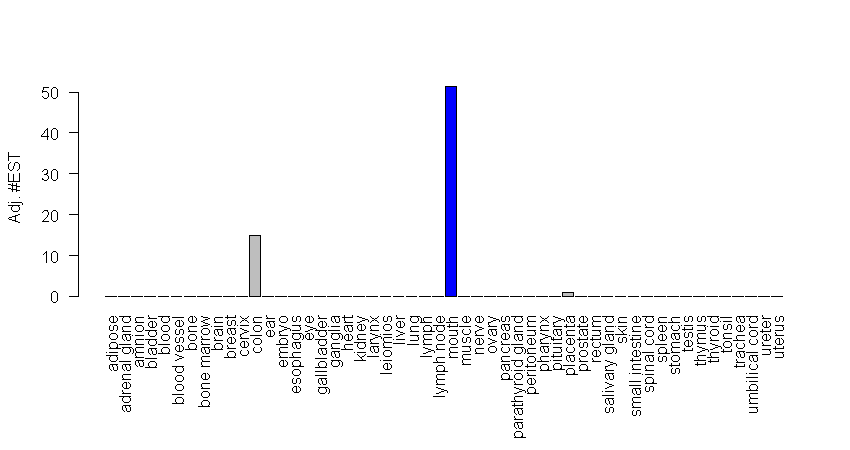 Adj. #EST
50
40
30
20
10
0
adipose
adrenal gland
amnion
bladder
blood
blood vessel
bone
bone marrow
brain
breast
cervix
colon
ear
embryo
esophagus
eye
gallbladder
ganglia
heart
kidney
larynx
leiomios
liver
lung
lymph
lymph node
mouth
muscle
nerve
ovary
pancreas
parathyroid gland
peritoneum
pharynx
pituitary
placenta
prostate
rectum
salivary gland
skin
small intestine
spinal cord
spleen
stomach
testis
thymus
thyroid
tonsil
trachea
umbilical cord
ureter
uterus